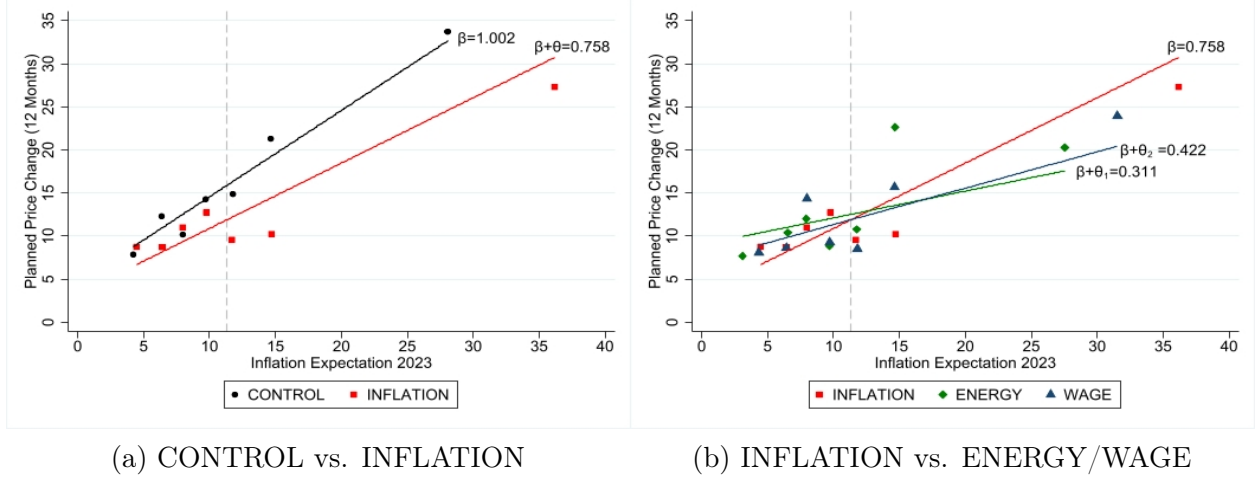 Planned Price Change (12 Months)
35
30
25
20
15
10
5
0
β=1.002
β+θ=0.758
0 5 10 15 20 25 30 35 40
Inflation Expectation 2023
CONTROL INFLATION
Planned Price Change (12 Months)
35
30
25
20
15
10
5
0
β=0.758
β+θ₂ =0.422
β+θ₁=0.311
0 5 10 15 20 25 30 35 40
Inflation Expectation 2023
INFLATION ENERGY WAGE
(a) CONTROL vs. INFLATION
(b) INFLATION vs. ENERGY/WAGE